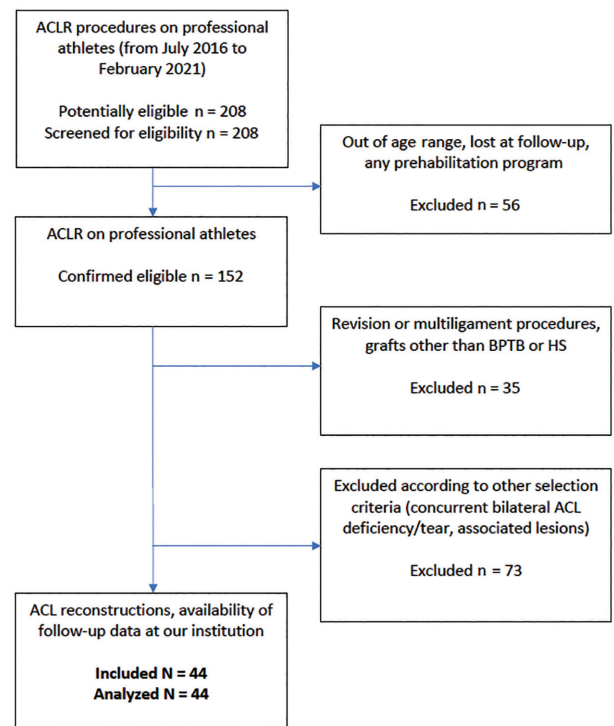 ACLR procedures on professional
athletes (from July 2016 to
February 2021)
Potentially eligible n = 208
Screened for eligibility n = 208
Out of age range, lost at follow-up,
any prehabilitation program
Excluded n = 56
ACLR on professional athletes
Confirmed eligible n = 152
Revision or multiligament procedures,
grafts other than BPTB or HS
Excluded n = 35
Excluded according to other selection
criteria (concurrent bilateral ACL
deficiency/tear, associated lesions)
Excluded n = 73
ACL reconstructions, availability of
follow-up data at our institution
Included N = 44
Analyzed N = 44